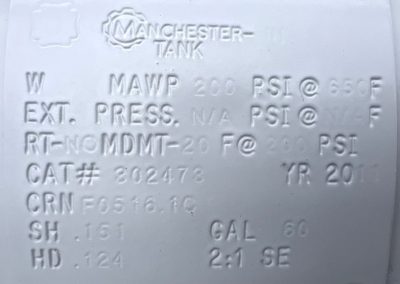 MANCHESTER-
TANK
W MAWP 200 PSI @ 650F
EXT. PRESS. N/A PSI @ N/A F
RT-NO MDMT-20 F@ 200 PSI
CAT# 302473 YR 2011
CRN F0516.1C
SH .151 GAL 60
HD .124 2:1 SE